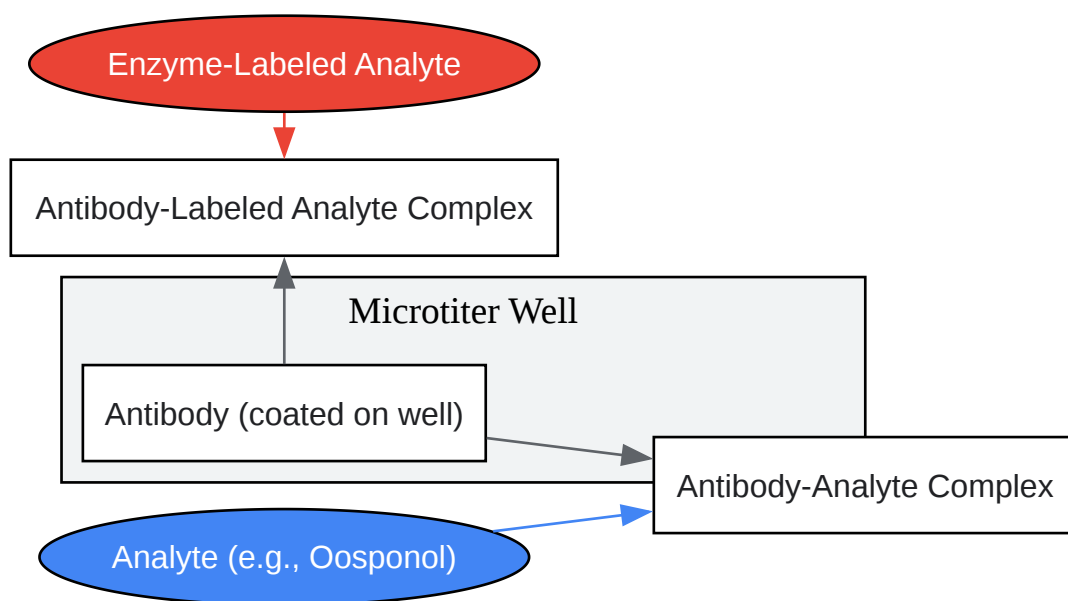 Enzyme-Labeled Analyte
Antibody-Labeled Analyte Complex
Microtiter Well
Antibody (coated on well)
Antibody-Analyte Complex
Analyte (e.g., Oosponol)